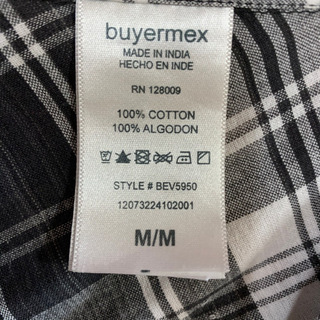 buyermex
MADE IN INDIA
HECHO EN INDE
RN 128009
100% COTTON
100% ALGODON
STYLE # BEV5950
12073224102001
M/M